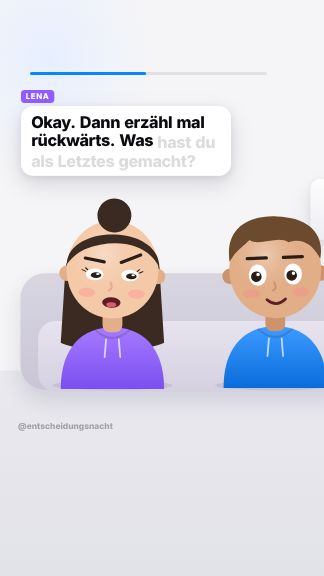 LENA
Okay. Dann erzähl mal
rückwärts. Was hast du
als Letztes gemacht?
@entscheidungsnacht